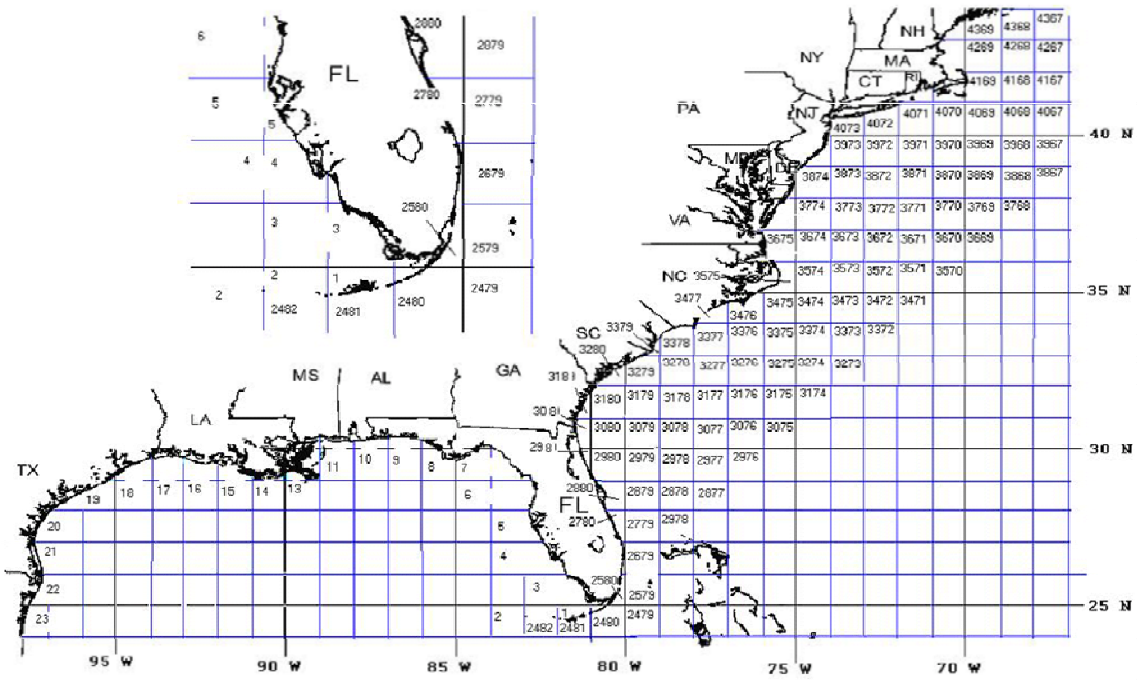 2880
6
2879
FL
2780
2779
5
5
4
4
2679
2580
3
3
2579
2
1
2479
2
2482
2481
2480
4367
NH
4369 4368
4269 4268 4267
NY
MA
CT RI
4169 4168 4167
PA
NJ
4071 4070 4069 4068 4067
4073 4072
40 N
3973 3972 3971 3970 3969 3968 3967
MD
DE
3874 3873 3872 3871 3870 3869 3868 3867
3774 3773 3772 3771 3770 3769 3768
VA
3675 3674 3673 3672 3671 3670 3669
NC 3575
3574 3573 3572 3571 3570
35 N
3477
3475 3474 3473 3472 3471
3476
SC 3379
3378 3377 3376 3375 3374 3373 3372
3280
3279 3278 3277 3276 3275 3274 3273
MS AL GA
3181
3180 3179 3178 3177 3176 3175 3174
LA
3081
3080 3079 3078 3077 3076 3075
30 N
2981
2980 2979 2978 2977 2976
TX
11 10 9 8 7
19 18 17 16 15 14 13
6
2880
2879 2878 2877
FL
20
5
2780
2779 2978
21
4
2679
22
3
2580
2579
25 N
23
2
1
2482 2481 2480 2479
95 W 90 W 85 W 80 W 75 W 70 W